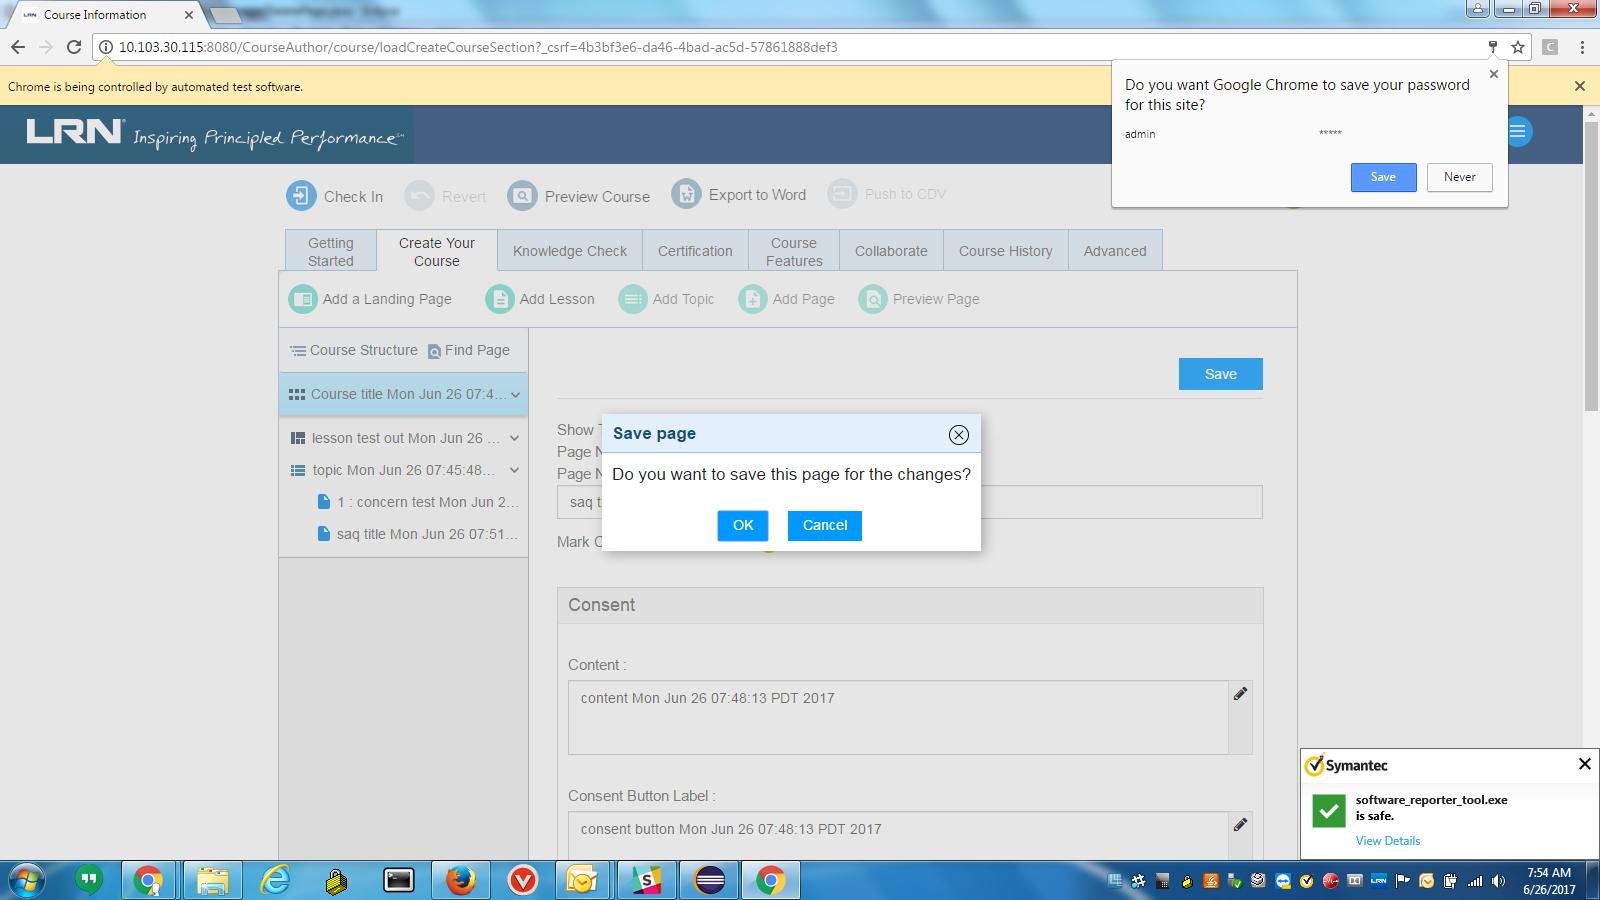 Course Information
10.103.30.115:8080/CourseAuthor/course/loadCreateCourseSection?_csrf=4b3bf3e6-da46-4bad-ac5d-57861888def3
Chrome is being controlled by automated test software.
Do you want Google Chrome to save your password
for this site?
admin *****
Save Never
LRN Inspiring Principled Performance
Check In Revert Preview Course Export to Word Push to CDV
Getting
Started
Create Your
Course
Knowledge Check
Certification
Course
Features
Collaborate
Course History
Advanced
Add a Landing Page Add Lesson Add Topic Add Page Preview Page
Course Structure Find Page
Course title Mon Jun 26 07:4...
lesson test out Mon Jun 26 ...
topic Mon Jun 26 07:45:48...
1 : concern test Mon Jun 2...
saq title Mon Jun 26 07:51...
Save
Show
Page N
Page N
saq t
Mark C
Save page
Do you want to save this page for the changes?
OK Cancel
Consent
Content :
content Mon Jun 26 07:48:13 PDT 2017
Consent Button Label :
consent button Mon Jun 26 07:48:13 PDT 2017
Symantec
software_reporter_tool.exe
is safe.
View Details
LRN
7:54 AM
6/26/2017